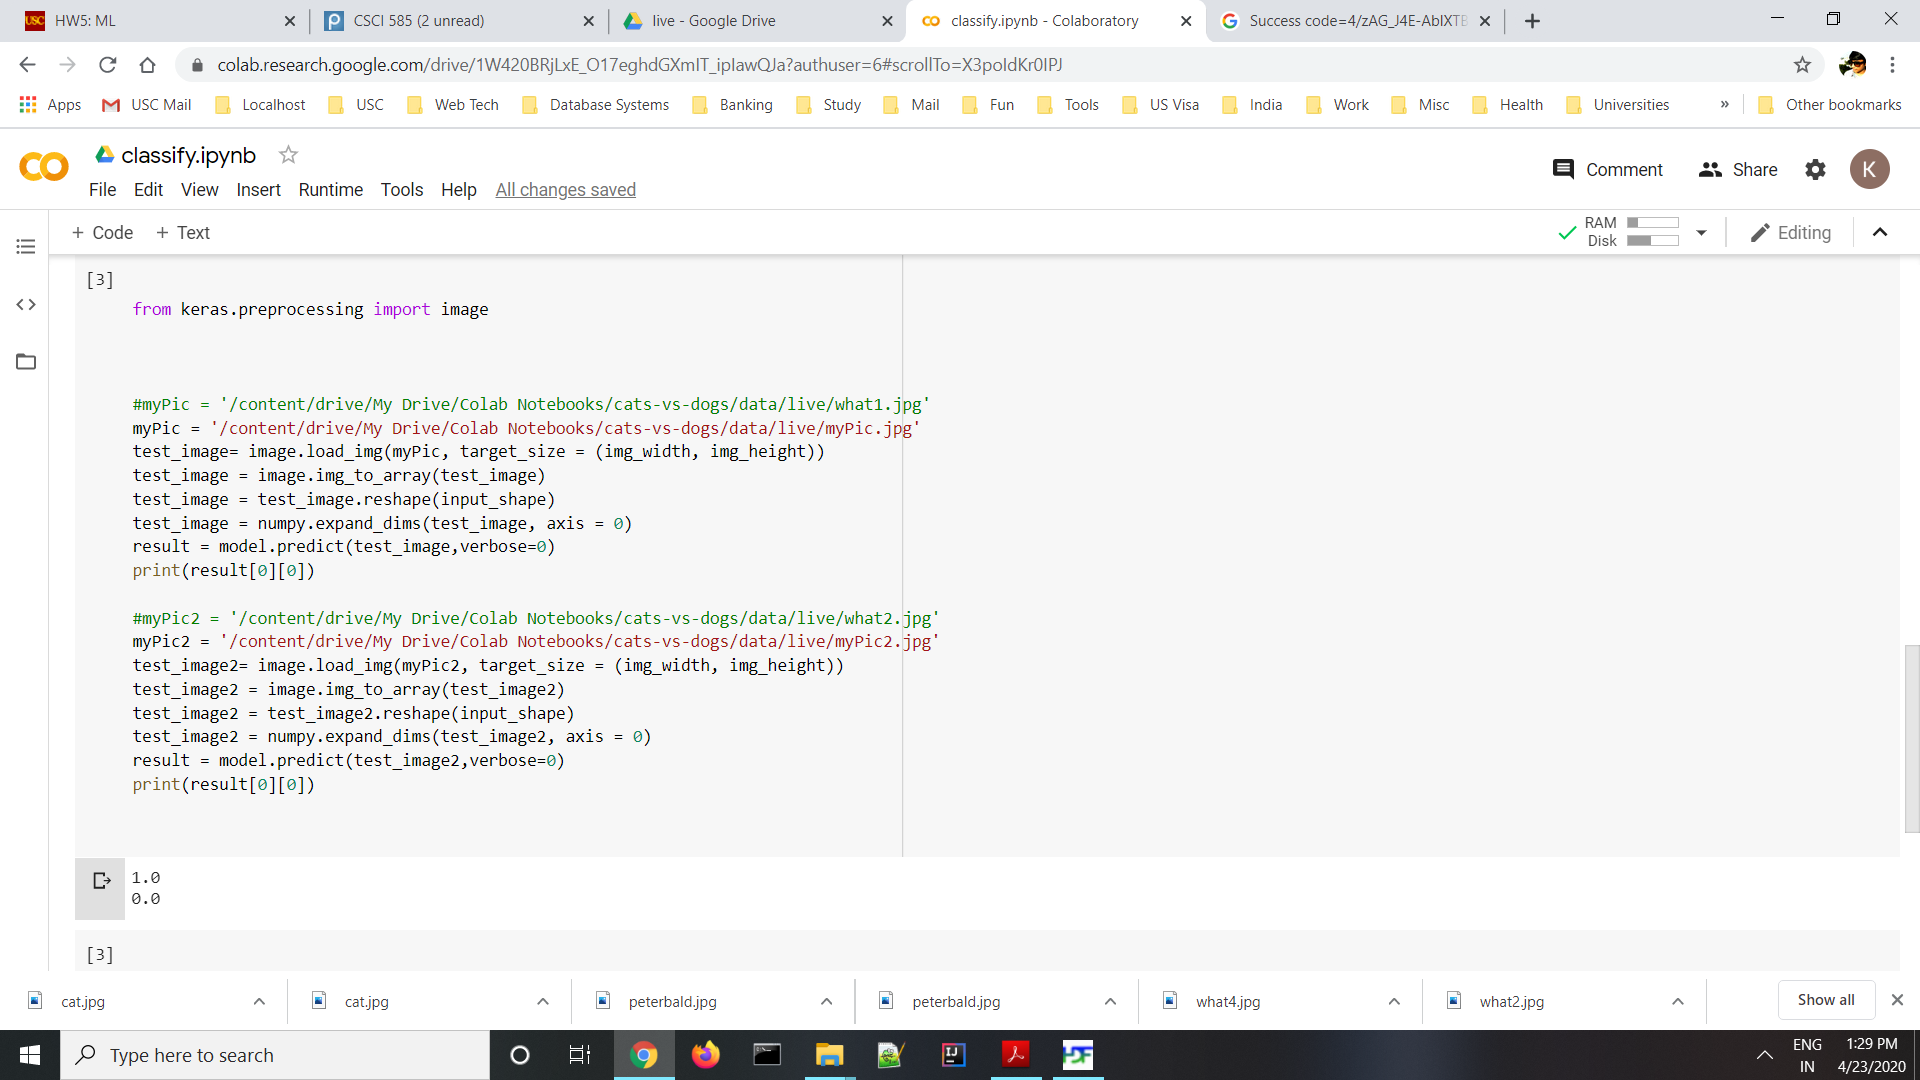 HW5: ML
CSCI 585 (2 unread)
live - Google Drive
classify.ipynb - Colaboratory
Success code=4/zAG_J4E-AblXTB
colab.research.google.com/drive/1W420BRjLxE_O17eghdGXmIT_ipIawQJa?authuser=6#scrollTo=X3poIdKr0IPJ
Apps USC Mail Localhost USC Web Tech Database Systems Banking Study Mail Fun Tools US Visa India Work Misc Health Universities » Other bookmarks
classify.ipynb
Comment Share K
File Edit View Insert Runtime Tools Help All changes saved
+ Code + Text
RAM
Disk
Editing
[3]
from keras.preprocessing import image
#myPic = '/content/drive/My Drive/Colab Notebooks/cats-vs-dogs/data/live/what1.jpg'
myPic = '/content/drive/My Drive/Colab Notebooks/cats-vs-dogs/data/live/myPic.jpg'
test_image= image.load_img(myPic, target_size = (img_width, img_height))
test_image = image.img_to_array(test_image)
test_image = test_image.reshape(input_shape)
test_image = numpy.expand_dims(test_image, axis = 0)
result = model.predict(test_image,verbose=0)
print(result[0][0])
#myPic2 = '/content/drive/My Drive/Colab Notebooks/cats-vs-dogs/data/live/what2.jpg'
myPic2 = '/content/drive/My Drive/Colab Notebooks/cats-vs-dogs/data/live/myPic2.jpg'
test_image2= image.load_img(myPic2, target_size = (img_width, img_height))
test_image2 = image.img_to_array(test_image2)
test_image2 = test_image2.reshape(input_shape)
test_image2 = numpy.expand_dims(test_image2, axis = 0)
result = model.predict(test_image2,verbose=0)
print(result[0][0])
1.0
0.0
[3]
cat.jpg
cat.jpg
peterbald.jpg
peterbald.jpg
what4.jpg
what2.jpg
Show all
Type here to search
ENG
IN
1:29 PM
4/23/2020